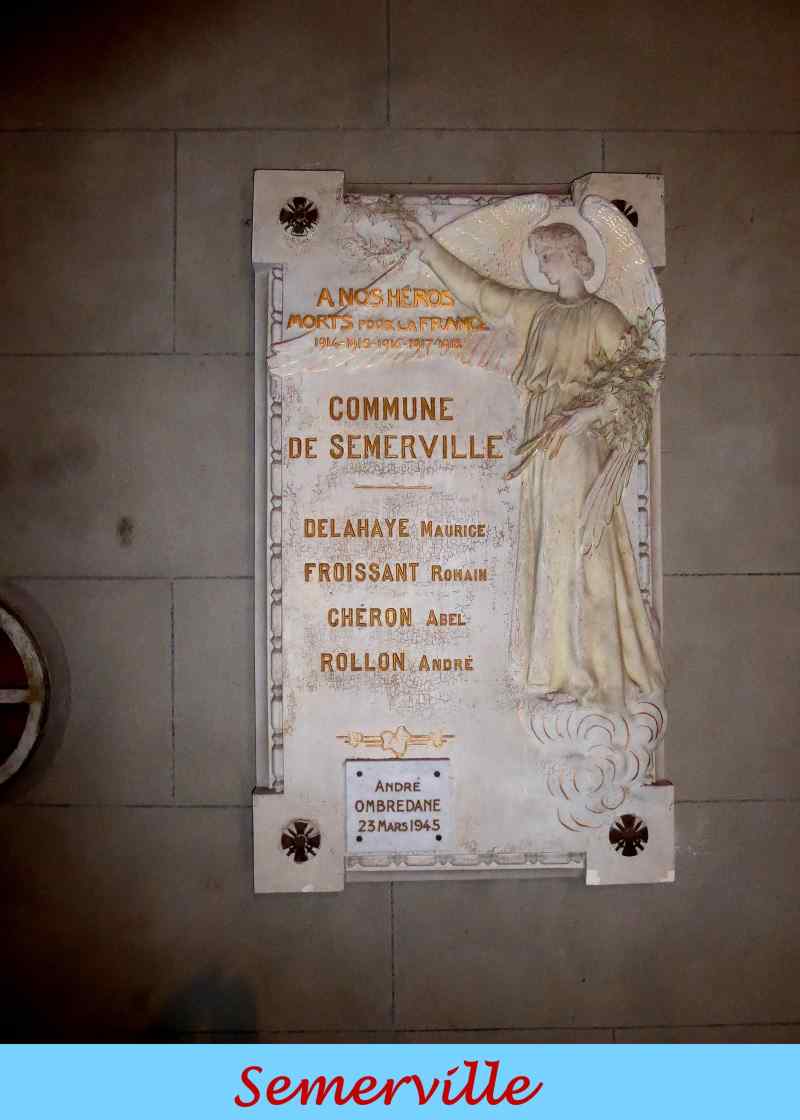 A NOS HÉROS
MORTS POUR LA FRANCE
1914-1915-1916-1917-1918
COMMUNE
DE SEMERVILLE
DELAHAYE MAURICE
FROISSANT ROMAIN
CHÉRON ABEL
ROLLON ANDRÉ
ANDRÉ
OMBREDANE
23 MARS 1945
Semerville